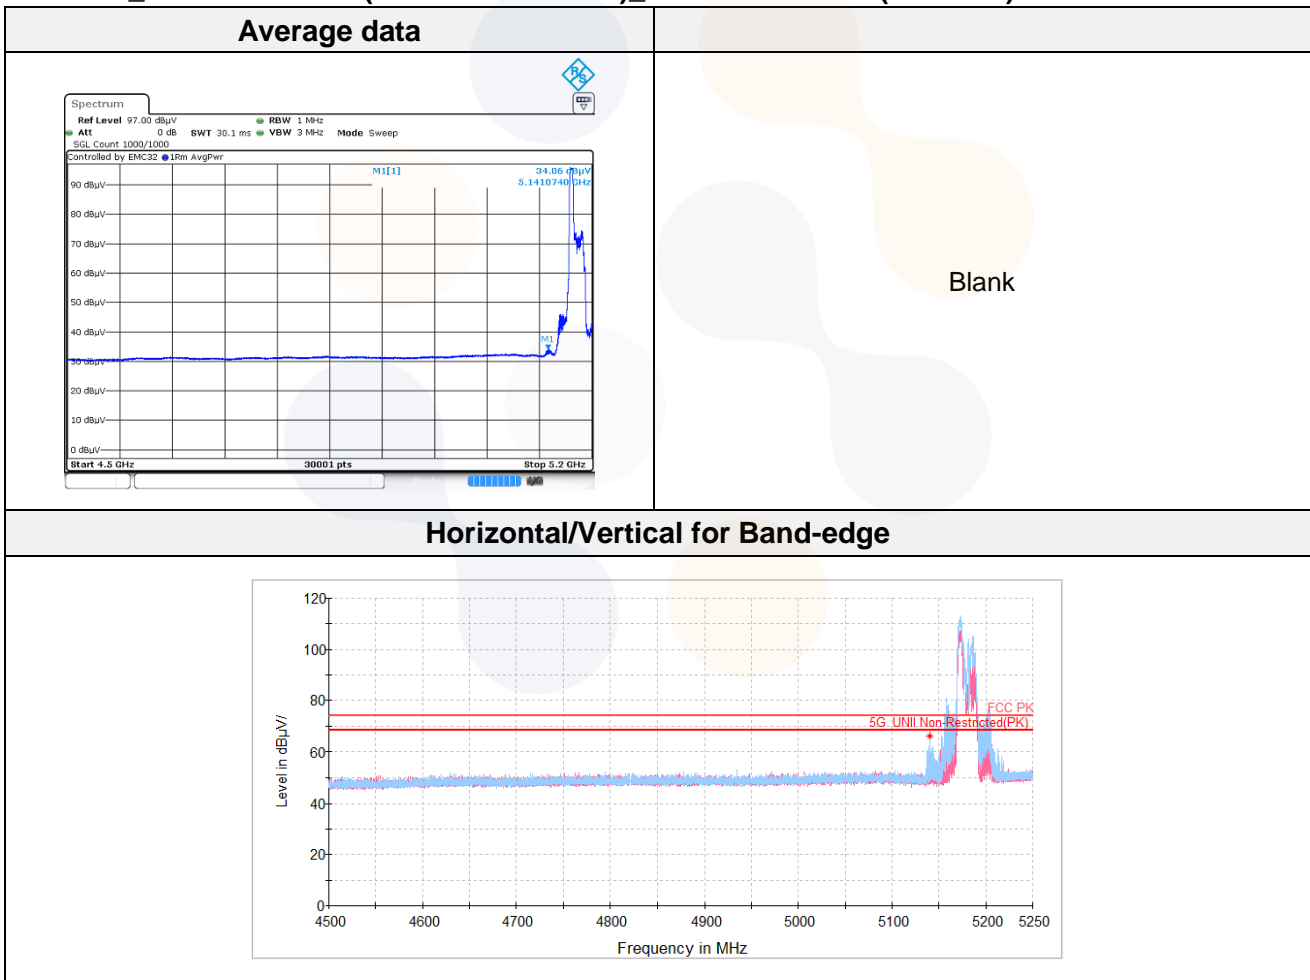 Average data
R&S
Spectrum
Ref Level 97.00 dBµV RBW 1 MHz
Att 0 dB SWT 30.1 ms VBW 3 MHz Mode Sweep
SGL Count 1000/1000
Controlled by EMC32 1Rm AvgPwr
M1[1] 34.06 dBµV
5.1410740 GHz
90 dBµV
80 dBµV
70 dBµV
60 dBµV
50 dBµV
40 dBµV
M1
30 dBµV
20 dBµV
10 dBµV
0 dBµV
Start 4.5 GHz 30001 pts Stop 5.2 GHz
Blank
Horizontal/Vertical for Band-edge
120
100
80
60
40
20
0
Level in dBµV/
FCC PK
5G UNII Non-Restricted(PK)
4500 4600 4700 4800 4900 5000 5100 5200 5250
Frequency in MHz